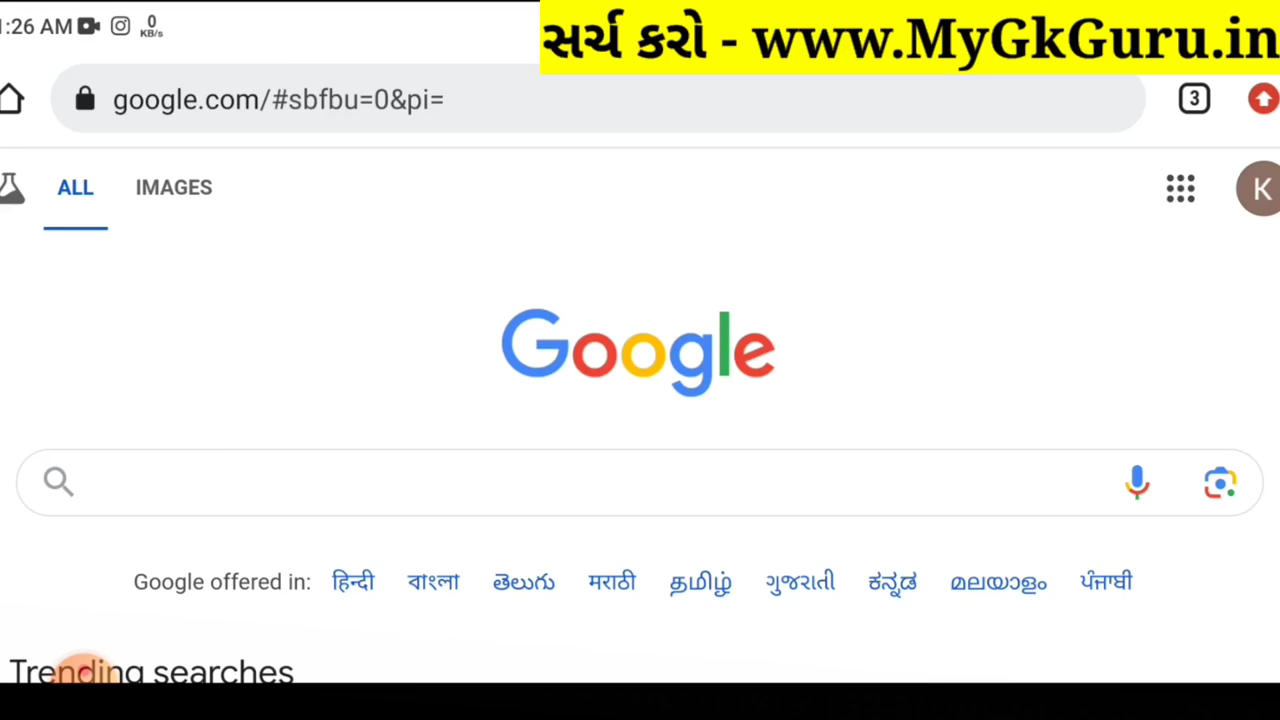 1:26 AM 0 KB/s
સર્ચ કરો - www.MyGkGuru.in
google.com/#sbfbu=0&pi=
3
ALL IMAGES
K
Google
Google offered in: हिन्दी বাংলা తెలుగు मराठी தமிழ் ગુજરાતી ಕನ್ನಡ മലയാളം ਪੰਜਾਬੀ
Trending searches